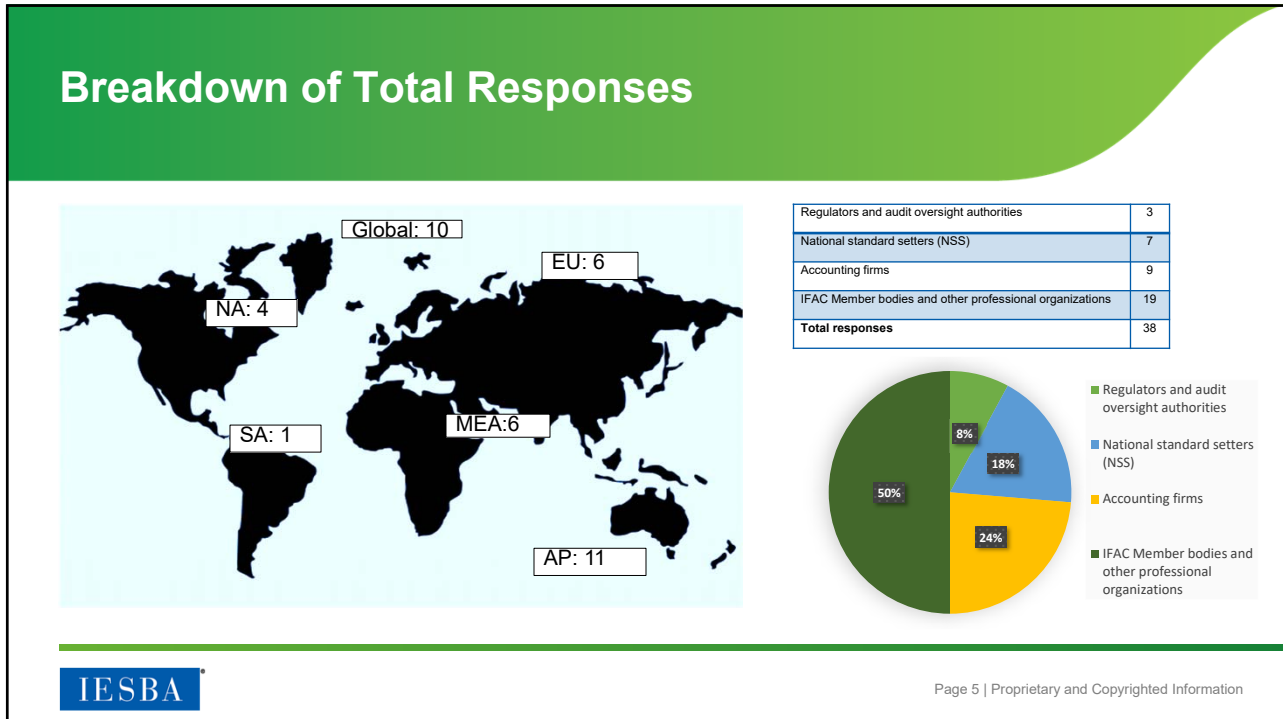 Breakdown of Total Responses
Global: 10
EU: 6
NA: 4
MEA:6
SA: 1
AP: 11
Regulators and audit oversight authorities 3
National standard setters (NSS) 7
Accounting firms 9
IFAC Member bodies and other professional organizations 19
Total responses 38
8%
18%
24%
50%
Regulators and audit
oversight authorities
National standard setters
(NSS)
Accounting firms
IFAC Member bodies and
other professional
organizations
IESBA
Page 5 | Proprietary and Copyrighted Information